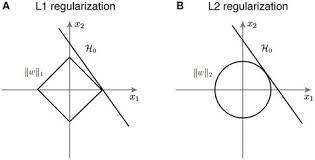 A L1 regularization
x₂
H₀
‖w‖₁
x₁
B L2 regularization
x₂
H₀
‖w‖₂
x₁